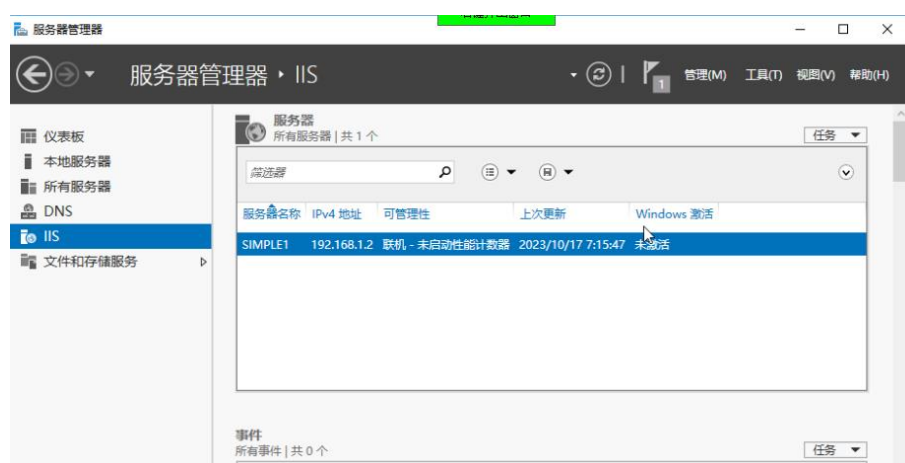 服务器管理器
服务器管理器 ‣ IIS
1 管理(M) 工具(T) 视图(V) 帮助(H)
仪表板
本地服务器
所有服务器
DNS
IIS
文件和存储服务
服务器
所有服务器 | 共 1 个
任务
筛选器
服务器名称 IPv4 地址 可管理性 上次更新 Windows 激活
SIMPLE1 192.168.1.2 联机 - 未启动性能计数器 2023/10/17 7:15:47 未激活
事件
所有事件 | 共 0 个
任务